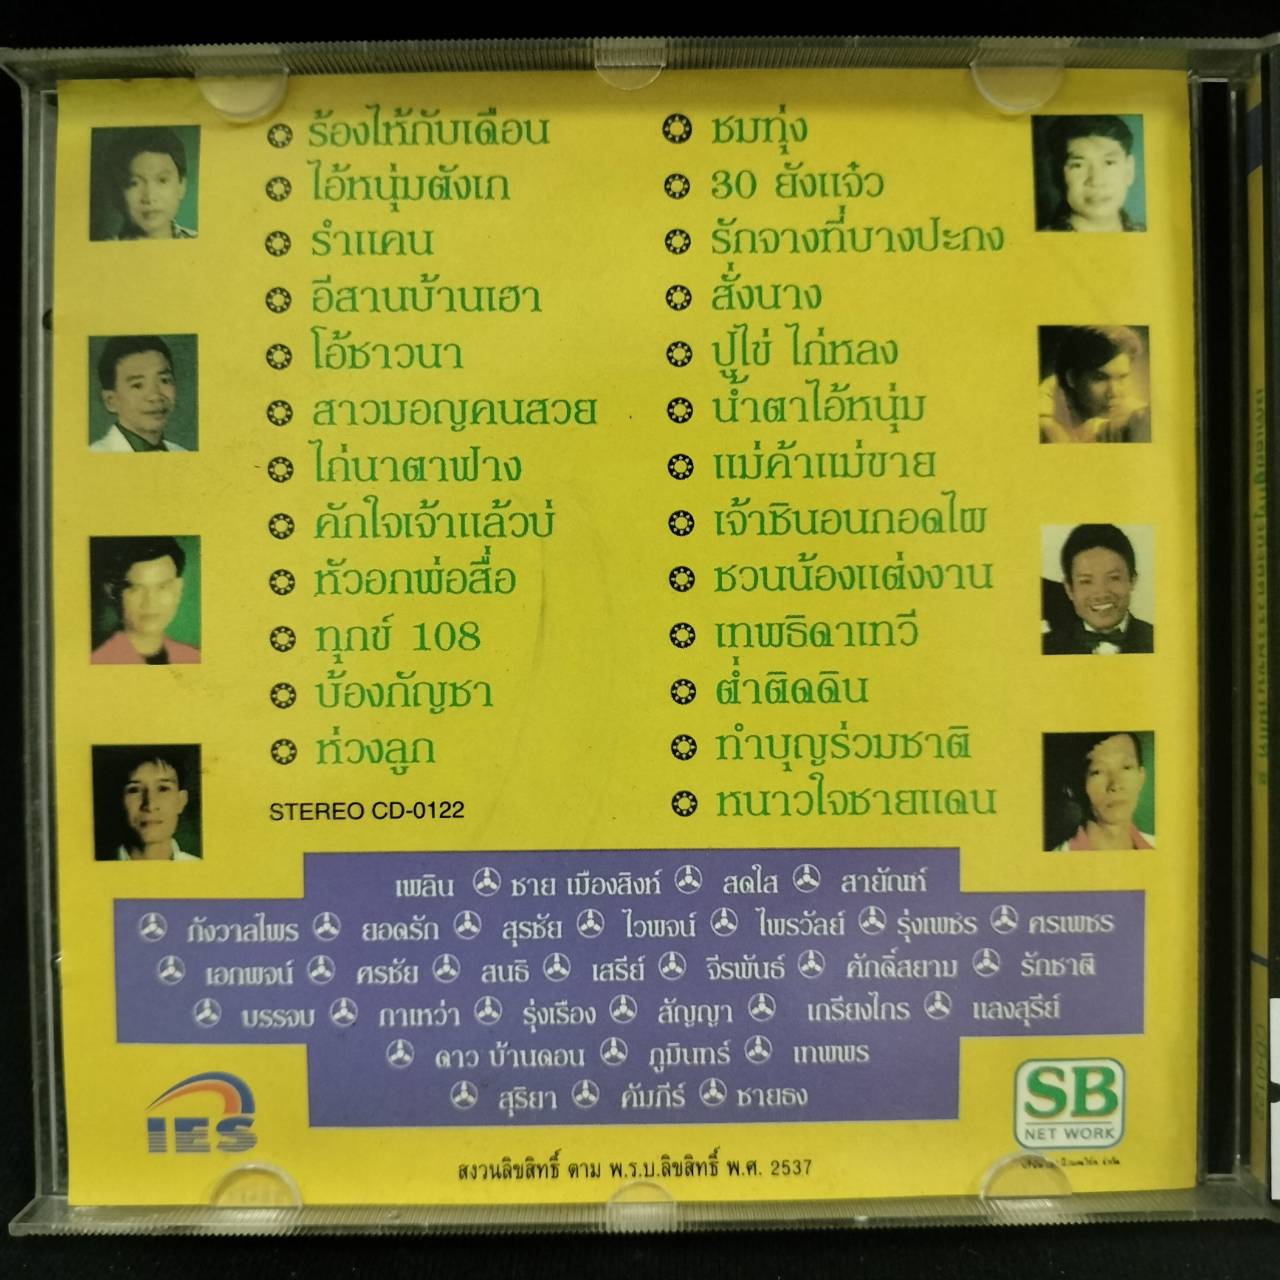 ร้องไห้กับเดือน
ไอ้หนุ่มตังเก
รำแคน
อีสานบ้านเฮา
โอ้ชาวนา
สาวมอญคนสวย
ไก่นาตาฟาง
คักใจเจ้าแล้วบ่
หัวอกพ่อสื่อ
ทุกข์ 108
บ้องกัญชา
ห่วงลูก
STEREO CD-0122
ชมทุ่ง
30 ยังแจ๋ว
รักจางที่บางปะกง
สั่งนาง
ปูไข่ ไก่หลง
น้ำตาไอ้หนุ่ม
แม่ค้าแม่ขาย
เจ้าชินอนกอดไผ
ชวนน้องแต่งงาน
เทพธิดาเทวี
ต่ำติดดิน
ทำบุญร่วมชาติ
หนาวใจชายแดน
เพลิน ชาย เมืองสิงห์ สดใส สายัณห์
กังวาลไพร ยอดรัก สุรชัย ไวพจน์ ไพรวัลย์ รุ่งเพชร ศรเพชร
เอกพจน์ ศรชัย สนธิ เสรีย์ จีรพันธ์ ศักดิ์สยาม รักชาติ
บรรจบ กาเหว่า รุ่งเรือง สัญญา เกรียงไกร แสงสุรีย์
ดาว บ้านดอน ภูมินทร์ เทพพร
สุริยา คัมภีร์ ชายธง
IES
SB
NET WORK
สงวนลิขสิทธิ์ ตาม พ.ร.บ.ลิขสิทธิ์ พ.ศ. 2537